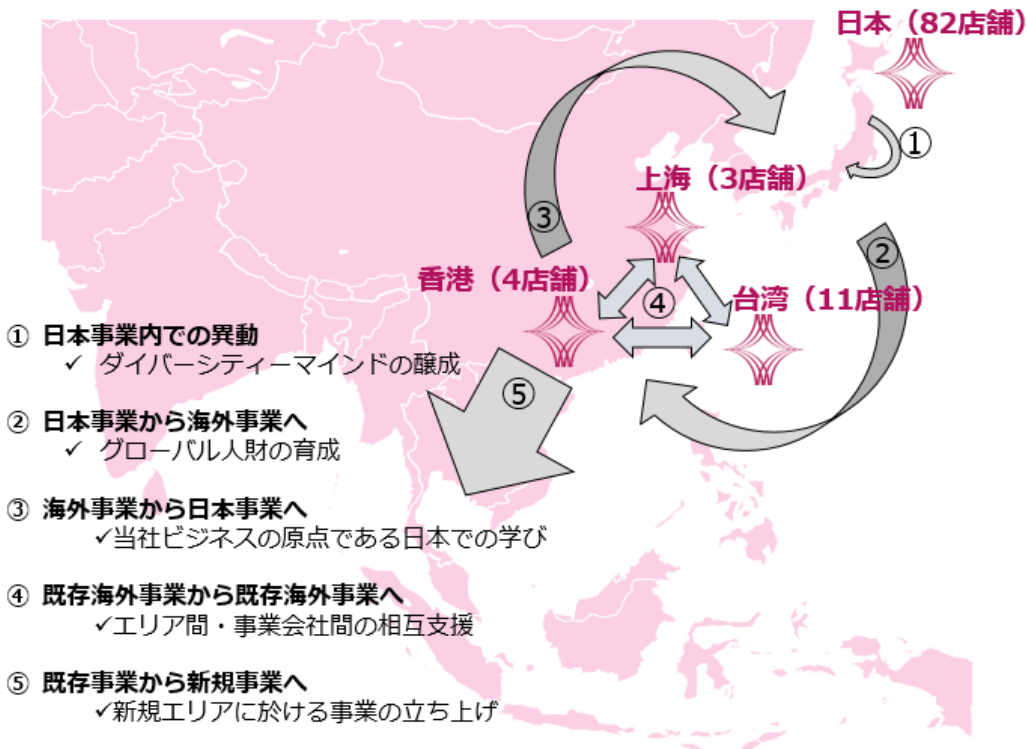 日本（82店舗）
①
上海（3店舗）
③
②
香港（4店舗）
④
台湾（11店舗）
⑤
① 日本事業内での異動
✓ ダイバーシティーマインドの醸成
② 日本事業から海外事業へ
✓ グローバル人財の育成
③ 海外事業から日本事業へ
✓当社ビジネスの原点である日本での学び
④ 既存海外事業から既存海外事業へ
✓エリア間・事業会社間の相互支援
⑤ 既存事業から新規事業へ
✓新規エリアに於ける事業の立ち上げ